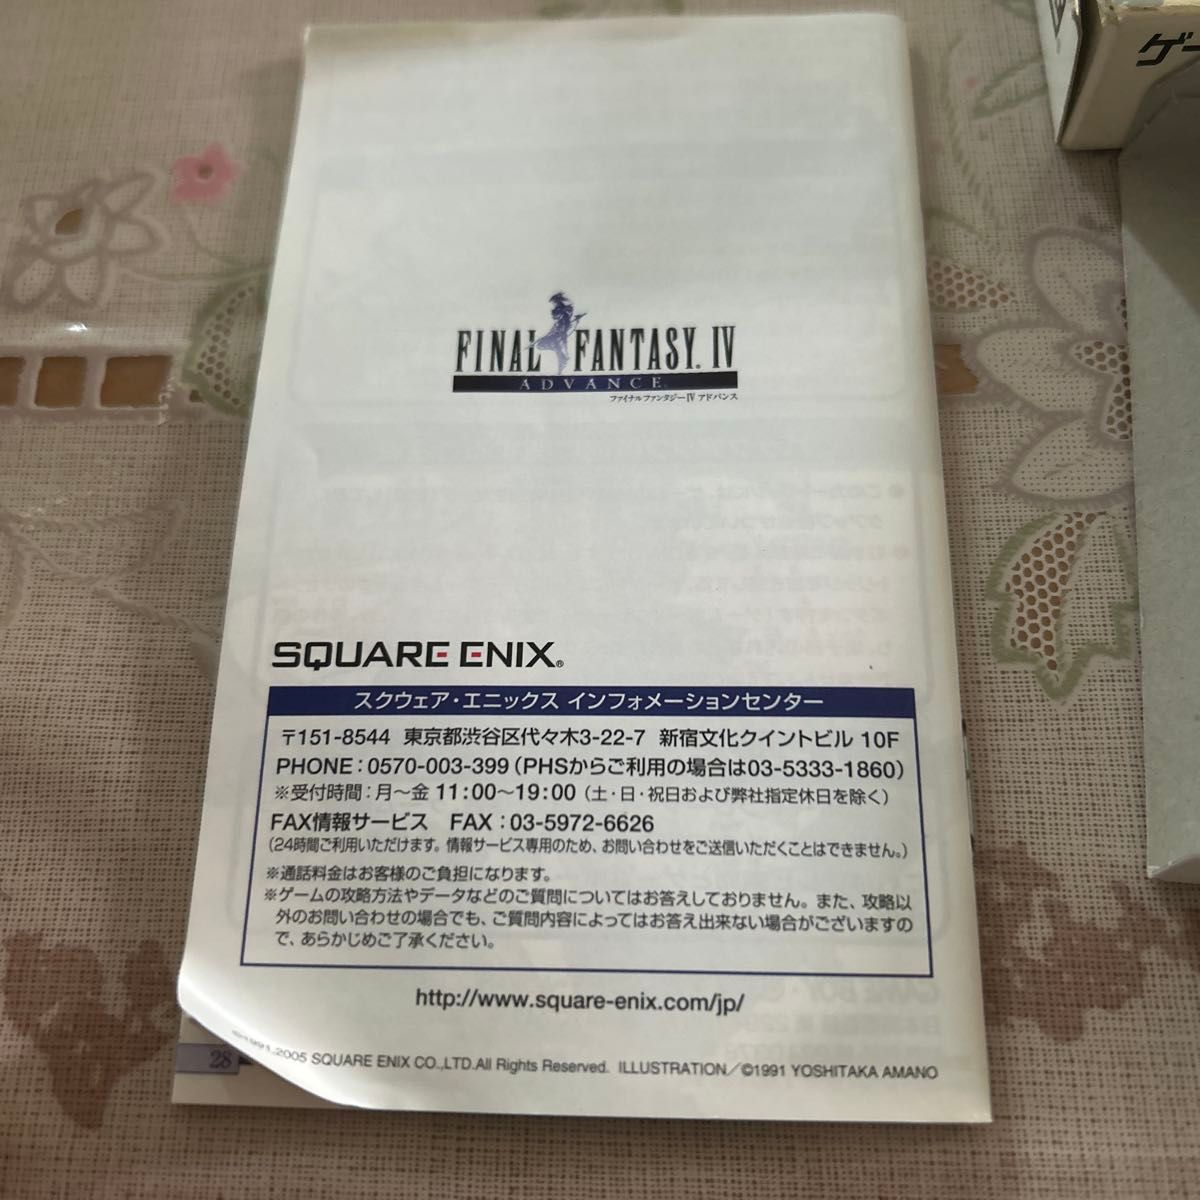 ゲー
FINAL FANTASY IV
ADVANCE
ファイナルファンタジーIV アドバンス
SQUARE ENIX®
スクウェア・エニックス インフォメーションセンター
〒151-8544 東京都渋谷区代々木3-22-7 新宿文化クイントビル 10F
PHONE：0570-003-399（PHSからご利用の場合は03-5333-1860）
※受付時間：月〜金 11:00〜19:00（土・日・祝日および弊社指定休日を除く）
FAX情報サービス FAX：03-5972-6626
（24時間ご利用いただけます。情報サービス専用のため、お問い合わせをご送信いただくことはできません。）
※通話料金はお客様のご負担になります。
※ゲームの攻略方法やデータなどのご質問についてはお答えしておりません。また、攻略以
外のお問い合わせの場合でも、ご質問内容によってはお答え出来ない場合がございますの
で、あらかじめご了承ください。
http://www.square-enix.com/jp/
©1991,2005 SQUARE ENIX CO.,LTD.All Rights Reserved. ILLUSTRATION／©1991 YOSHITAKA AMANO
28